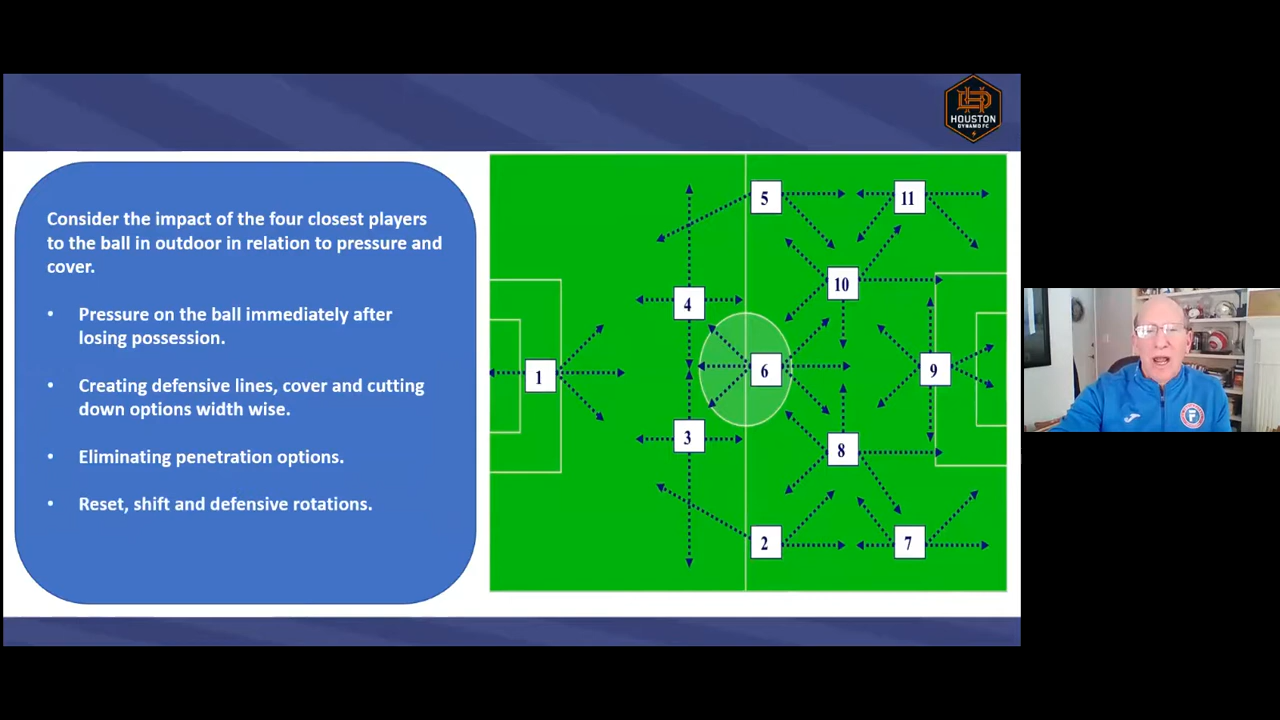 HOUSTON
DYNAMO FC
Consider the impact of the four closest players
to the ball in outdoor in relation to pressure and
cover.
• Pressure on the ball immediately after
losing possession.
• Creating defensive lines, cover and cutting
down options width wise.
• Eliminating penetration options.
• Reset, shift and defensive rotations.
5
11
10
4
1
6
9
3
8
2
7